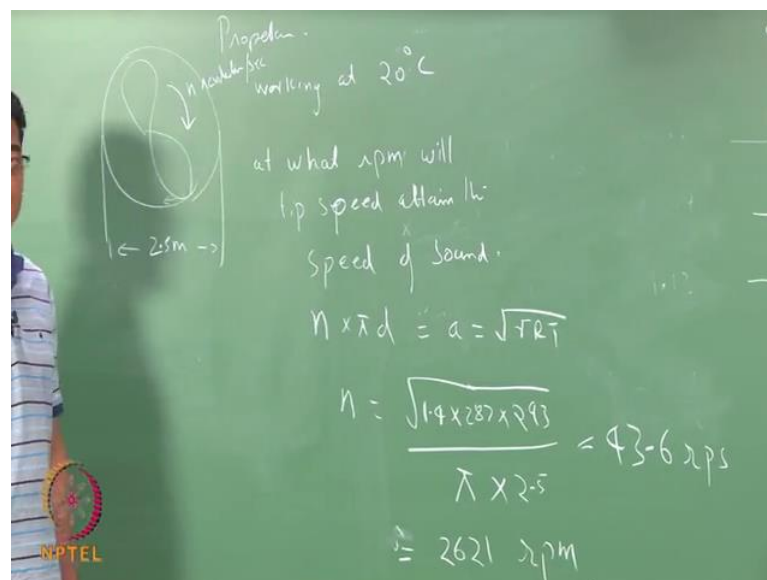 Propeller.
n revolution/sec
working at 20°C
at what rpm will
tip speed attain the
speed of sound.
← 2.5m →
n × πd = a = √γRT
n = √1.4×287×293 / π × 2.5 = 43.6 rps
= 2621 rpm
NPTEL